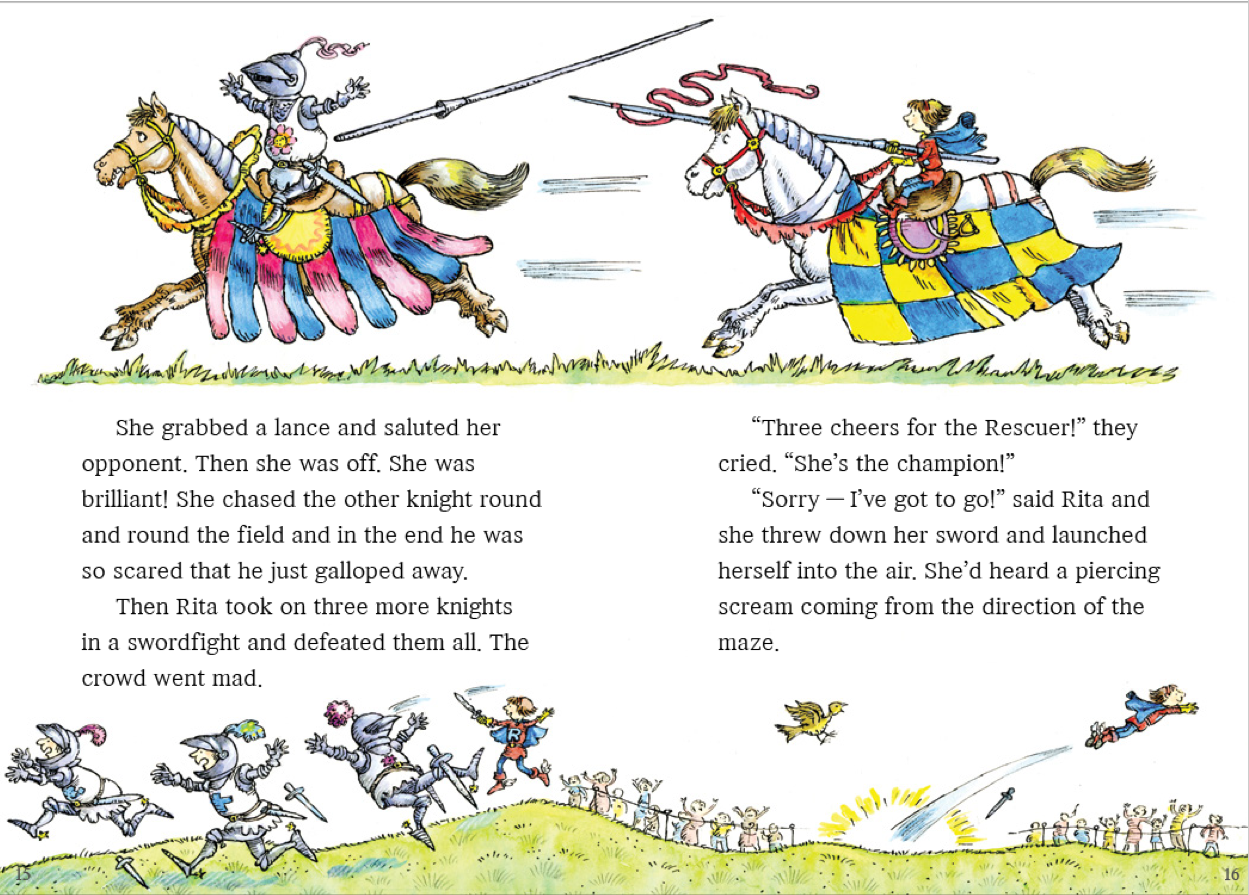 She grabbed a lance and saluted her
opponent. Then she was off. She was
brilliant! She chased the other knight round
and round the field and in the end he was
so scared that he just galloped away.
Then Rita took on three more knights
in a swordfight and defeated them all. The
crowd went mad.
“Three cheers for the Rescuer!” they
cried. “She’s the champion!”
“Sorry — I’ve got to go!” said Rita and
she threw down her sword and launched
herself into the air. She’d heard a piercing
scream coming from the direction of the
maze.
R
15
16